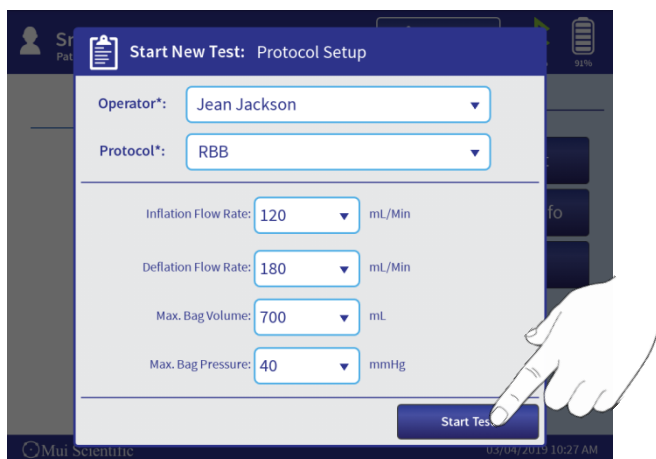 Start New Test: Protocol Setup
91%
Operator*: Jean Jackson
Protocol*: RBB
Inflation Flow Rate: 120 mL/Min
Deflation Flow Rate: 180 mL/Min
Max. Bag Volume: 700 mL
Max. Bag Pressure: 40 mmHg
Start
Mui Scientific 03/04/2019 10:27 AM